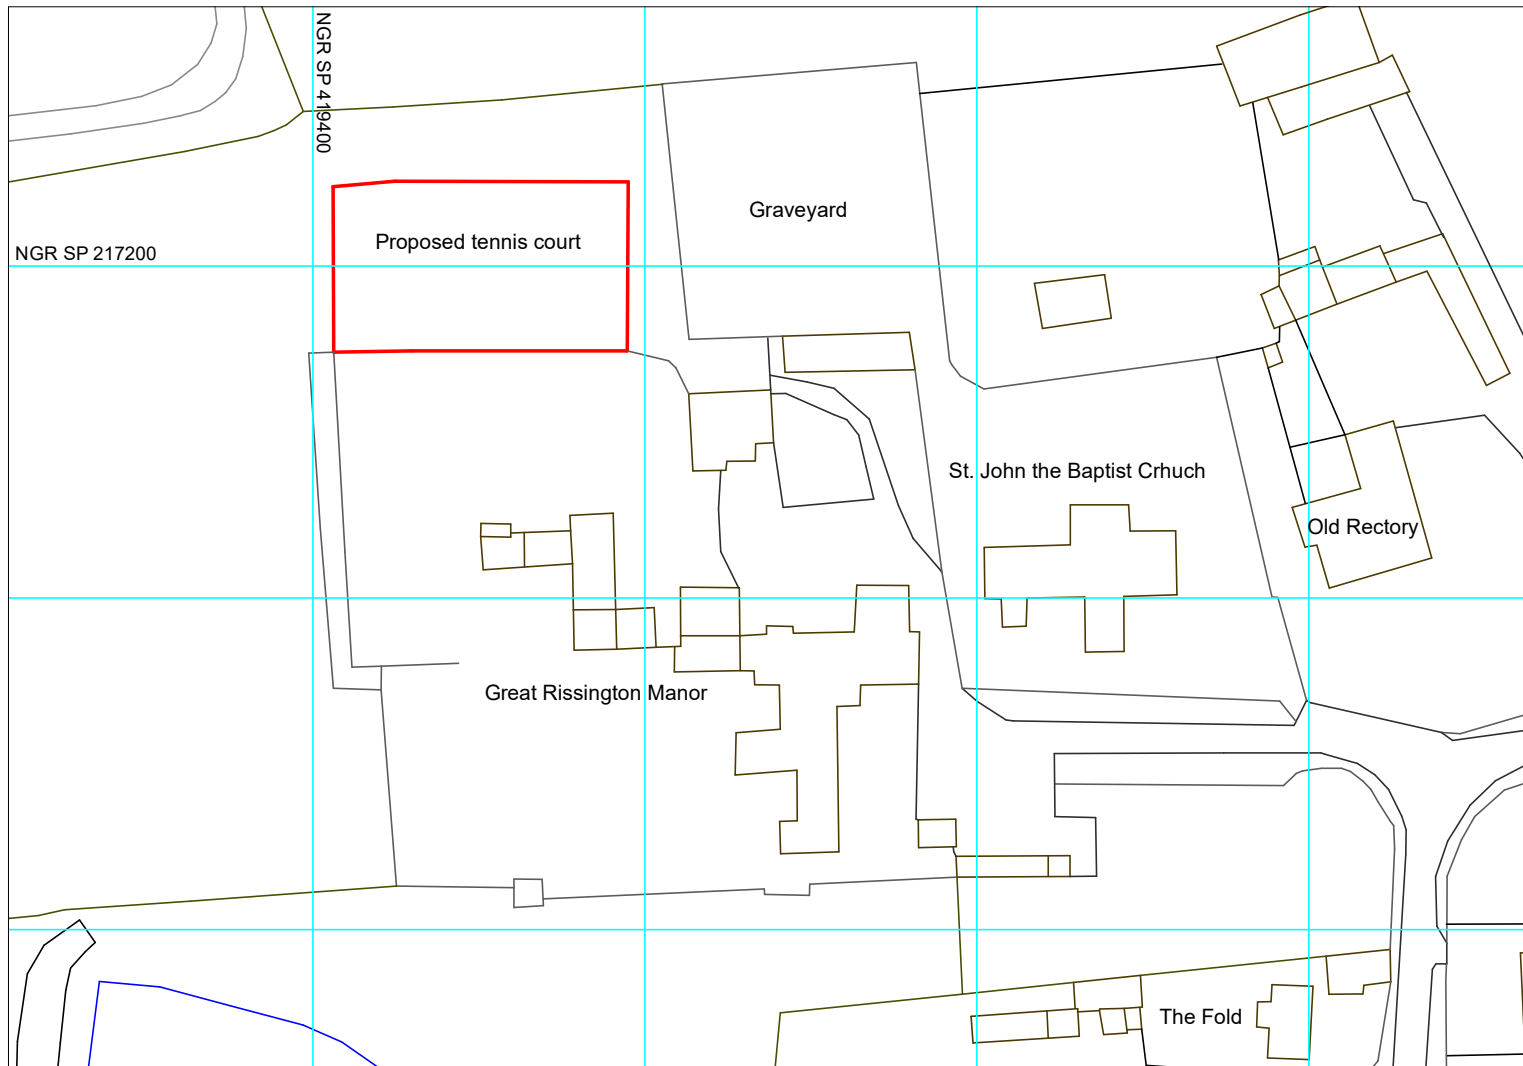 NGR SP 419400
Graveyard
Proposed tennis court
NGR SP 217200
St. John the Baptist Crhuch
Old Rectory
Great Rissington Manor
The Fold